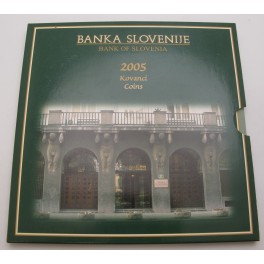 BANKA SLOVENIJE
BANK OF SLOVENIA
2005
Kovanci
Coins